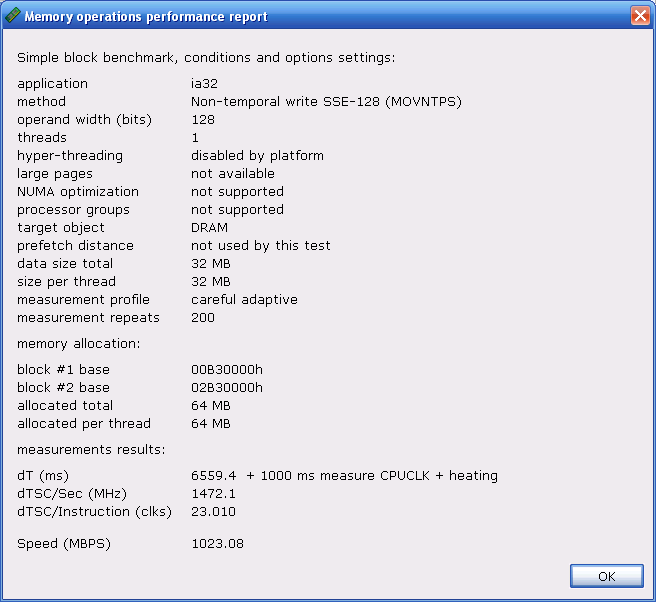 Memory operations performance report
Simple block benchmark, conditions and options settings:
application ia32
method Non-temporal write SSE-128 (MOVNTPS)
operand width (bits) 128
threads 1
hyper-threading disabled by platform
large pages not available
NUMA optimization not supported
processor groups not supported
target object DRAM
prefetch distance not used by this test
data size total 32 MB
size per thread 32 MB
measurement profile careful adaptive
measurement repeats 200
memory allocation:
block #1 base 00B30000h
block #2 base 02B30000h
allocated total 64 MB
allocated per thread 64 MB
measurements results:
dT (ms) 6559.4 + 1000 ms measure CPUCLK + heating
dTSC/Sec (MHz) 1472.1
dTSC/Instruction (clks) 23.010
Speed (MBPS) 1023.08
OK